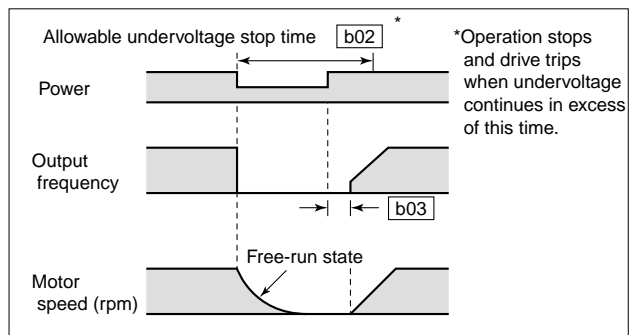 Allowable undervoltage stop time b02 *
*Operation stops
and drive trips
when undervoltage
continues in excess
of this time.
Power
Output
frequency
b03
Free-run state
Motor
speed (rpm)